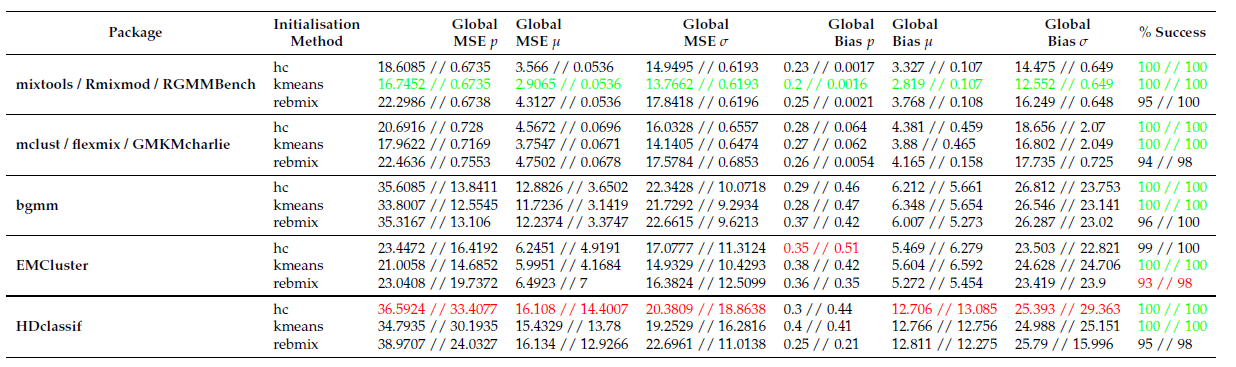 Package Initialisation Method Global MSE p Global MSE μ Global MSE σ Global Bias p Global Bias μ Global Bias σ % Success
hc 18.6085 // 0.6735 3.566 // 0.0536 14.9495 // 0.6193 0.23 // 0.0017 3.327 // 0.107 14.475 // 0.649 100 // 100
mixtools / Rmixmod / RGMMBench kmeans 16.7452 // 0.6735 2.9065 // 0.0536 13.7662 // 0.6193 0.2 // 0.0016 2.819 // 0.107 12.552 // 0.649 100 // 100
rebmix 22.2986 // 0.6738 4.3127 // 0.0536 17.8418 // 0.6196 0.25 // 0.0021 3.768 // 0.108 16.249 // 0.648 95 // 100
hc 20.6916 // 0.728 4.5672 // 0.0696 16.0328 // 0.6557 0.28 // 0.064 4.381 // 0.459 18.656 // 2.07 100 // 100
mclust / flexmix / GMKMcharlie kmeans 17.9622 // 0.7169 3.7547 // 0.0671 14.1405 // 0.6474 0.27 // 0.062 3.88 // 0.465 16.802 // 2.049 100 // 100
rebmix 22.4636 // 0.7553 4.7502 // 0.0678 17.5784 // 0.6853 0.26 // 0.0054 4.165 // 0.158 17.735 // 0.725 94 // 98
hc 35.6085 // 13.8411 12.8826 // 3.6502 22.3428 // 10.0718 0.29 // 0.46 6.212 // 5.661 26.812 // 23.753 100 // 100
bgmm kmeans 33.8007 // 12.5545 11.7236 // 3.1419 21.7292 // 9.2934 0.28 // 0.47 6.348 // 5.654 26.546 // 23.141 100 // 100
rebmix 35.3167 // 13.106 12.2374 // 3.3747 22.6615 // 9.6213 0.37 // 0.42 6.007 // 5.273 26.287 // 23.02 96 // 100
hc 23.4472 // 16.4192 6.2451 // 4.9191 17.0777 // 11.3124 0.35 // 0.51 5.469 // 6.279 23.503 // 22.821 99 // 100
EMCluster kmeans 21.0058 // 14.6852 5.9951 // 4.1684 14.9329 // 10.4293 0.38 // 0.42 5.604 // 6.592 24.628 // 24.706 100 // 100
rebmix 23.0408 // 19.7372 6.4923 // 7 16.3824 // 12.5099 0.36 // 0.35 5.272 // 5.454 23.419 // 23.9 93 // 98
hc 36.5924 // 33.4077 16.108 // 14.4007 20.3809 // 18.8638 0.3 // 0.44 12.706 // 13.085 25.393 // 29.363 100 // 100
HDclassif kmeans 34.7935 // 30.1935 15.4329 // 13.78 19.2529 // 16.2816 0.4 // 0.41 12.766 // 12.756 24.988 // 25.151 100 // 100
rebmix 38.9707 // 24.0327 16.134 // 12.9266 22.6961 // 11.0138 0.25 // 0.21 12.811 // 12.275 25.79 // 15.996 95 // 98